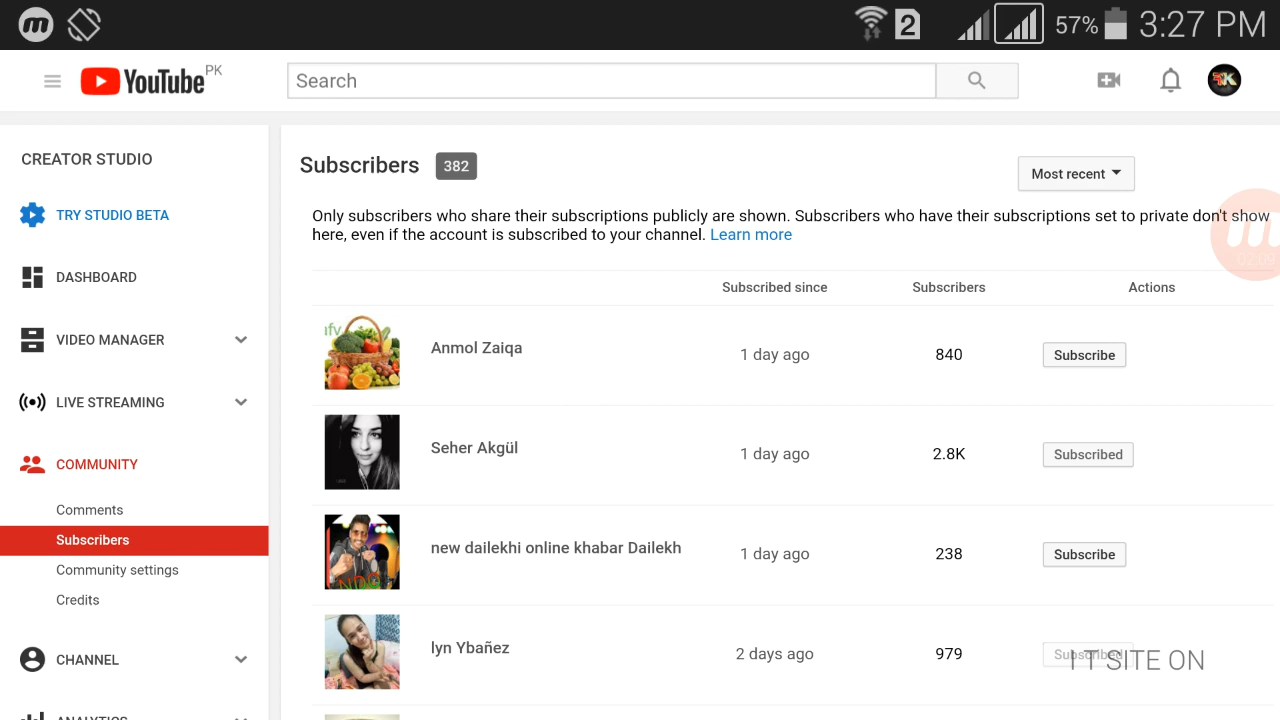 2 57% 3:27 PM
YouTube PK
Search
CREATOR STUDIO
Subscribers 382
Most recent
TRY STUDIO BETA
Only subscribers who share their subscriptions publicly are shown. Subscribers who have their subscriptions set to private don't show
here, even if the account is subscribed to your channel. Learn more
DASHBOARD
Subscribed since Subscribers Actions
VIDEO MANAGER
Anmol Zaiqa 1 day ago 840 Subscribe
LIVE STREAMING
Seher Akgül 1 day ago 2.8K Subscribed
COMMUNITY
Comments
Subscribers
new dailekhi online khabar Dailekh 1 day ago 238 Subscribe
Community settings
Credits
lyn Ybañez 2 days ago 979 Subscribed
CHANNEL
I T SITE ON
ANALYTICS